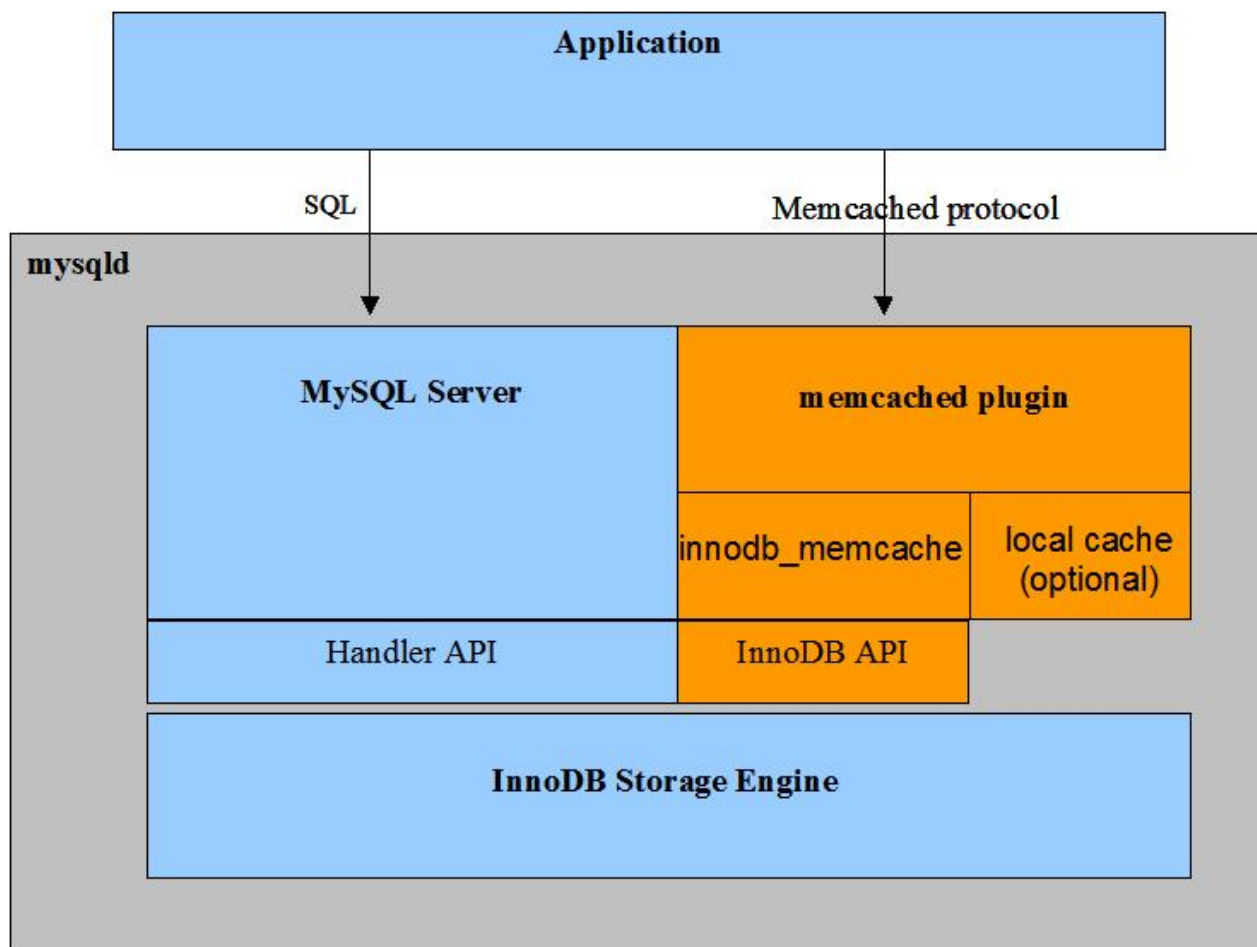 Application
SQL
Memcached protocol
mysqld
MySQL Server
memcached plugin
innodb_memcache
local cache
(optional)
Handler API
InnoDB API
InnoDB Storage Engine